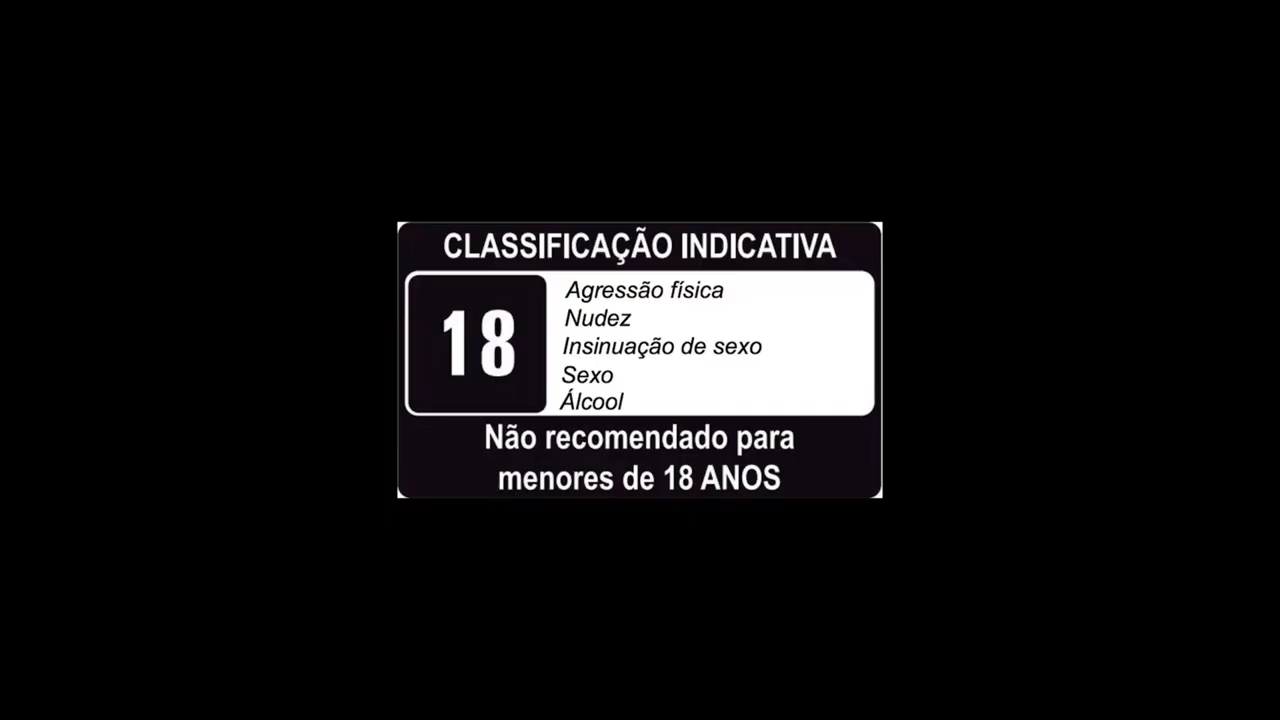 CLASSIFICAÇÃO INDICATIVA
18
Agressão física
Nudez
Insinuação de sexo
Sexo
Álcool
Não recomendado para
menores de 18 ANOS